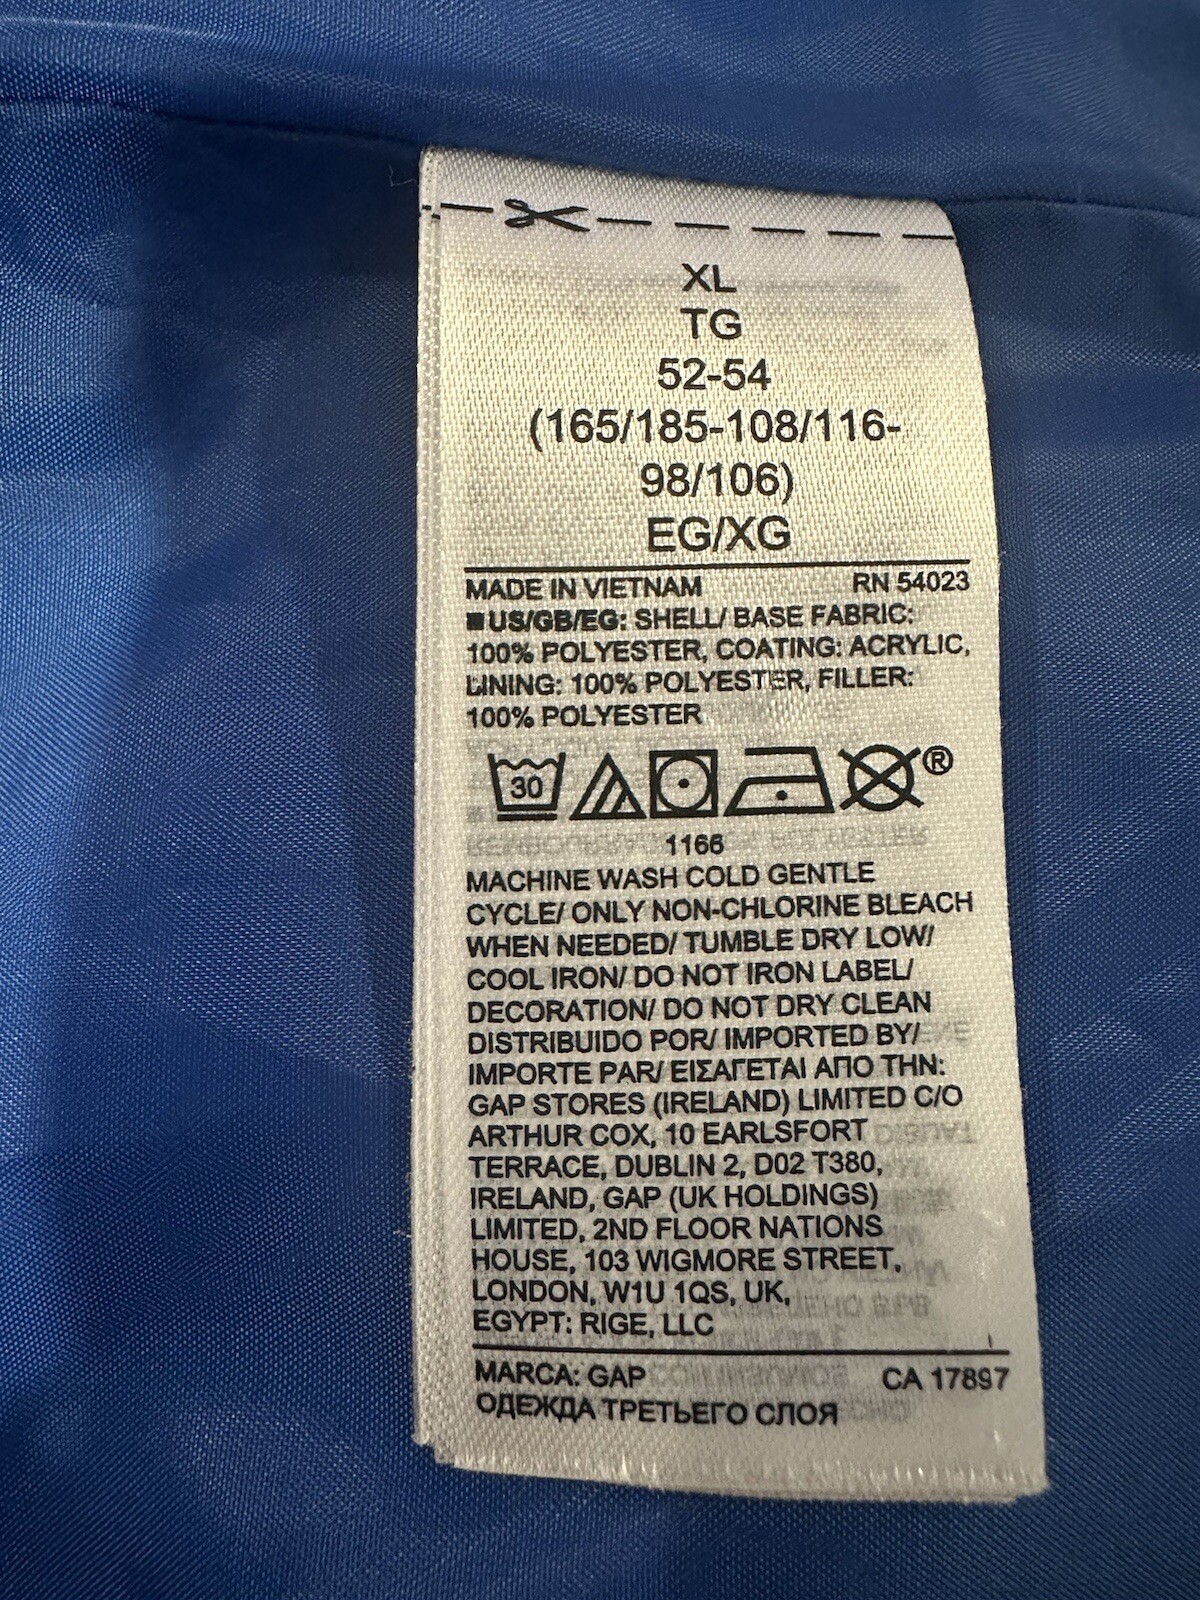 XL
TG
52-54
(165/185-108/116-
98/106)
EG/XG
MADE IN VIETNAM RN 54023
■US/GB/EG: SHELL/ BASE FABRIC:
100% POLYESTER, COATING: ACRYLIC,
LINING: 100% POLYESTER, FILLER:
100% POLYESTER
30 ®
1166
MACHINE WASH COLD GENTLE
CYCLE/ ONLY NON-CHLORINE BLEACH
WHEN NEEDED/ TUMBLE DRY LOW/
COOL IRON/ DO NOT IRON LABEL/
DECORATION/ DO NOT DRY CLEAN
DISTRIBUIDO POR/ IMPORTED BY/
IMPORTE PAR/ ΕΙΣΑΓΕΤΑΙ ΑΠΟ ΤΗΝ:
GAP STORES (IRELAND) LIMITED C/O
ARTHUR COX, 10 EARLSFORT
TERRACE, DUBLIN 2, D02 T380,
IRELAND, GAP (UK HOLDINGS)
LIMITED, 2ND FLOOR NATIONS
HOUSE, 103 WIGMORE STREET,
LONDON, W1U 1QS, UK,
EGYPT: RIGE, LLC
MARCA: GAP CA 17897
ОДЕЖДА ТРЕТЬЕГО СЛОЯ